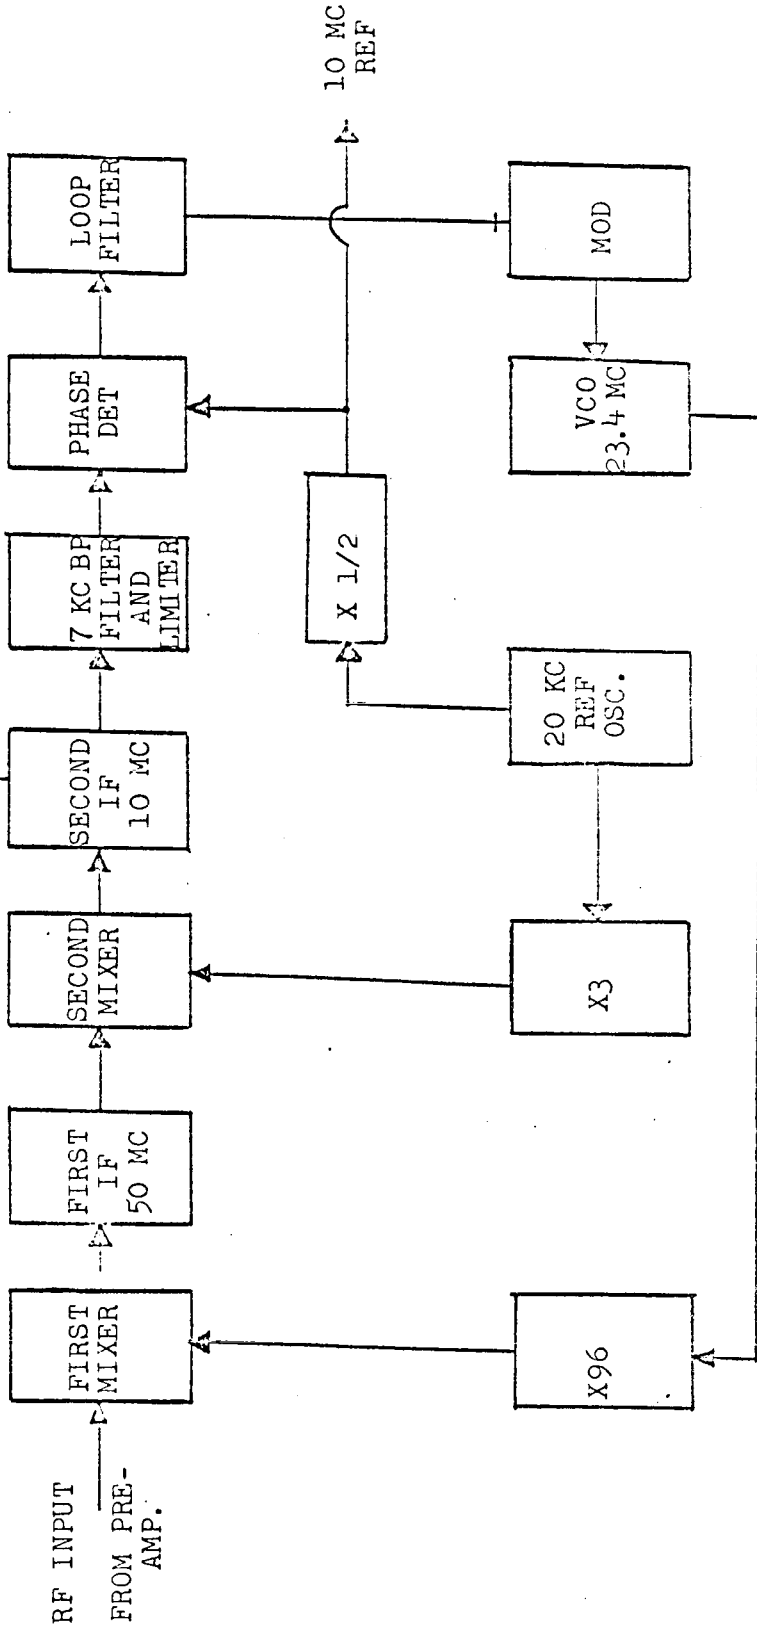 RF INPUT
FROM PRE-
AMP.
FIRST
MIXER
FIRST
IF
50 MC
SECOND
MIXER
SECOND
IF
10 MC
7 KC BP
FILTER
AND
LIMITER
PHASE
DET
LOOP
FILTER
10 MC
REF
X 1/2
X96
X3
20 KC
REF
OSC.
VCO
23.4 MC
MOD